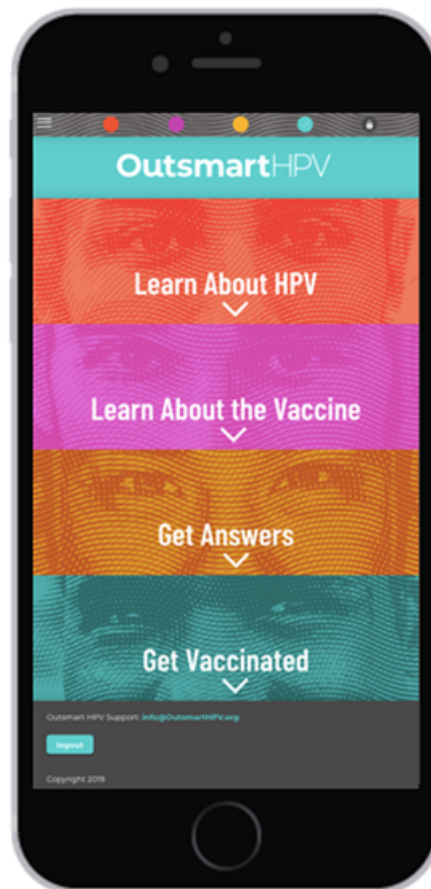 OutsmartHPV
Learn About HPV
Learn About the Vaccine
Get Answers
Get Vaccinated
Outsmart HPV Support: info@OutsmartHPV.org
logout
Copyright 2019